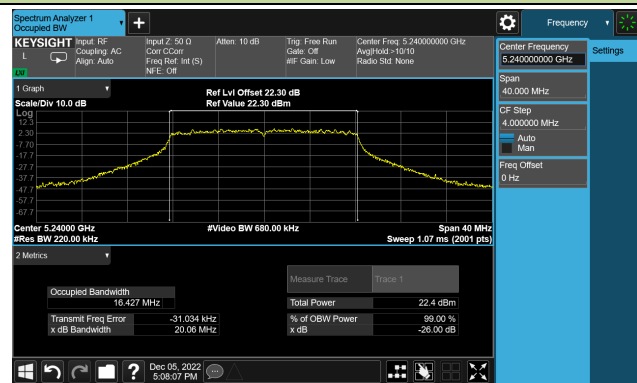 Spectrum Analyzer 1
Occupied BW
Frequency
KEYSIGHT
L
Input: RF
Coupling: AC
Align: Auto
Input Z: 50 Ω
Corr CCorr
Freq Ref: Int (S)
NFE: Off
Atten: 10 dB
Trig: Free Run
Gate: Off
#IF Gain: Low
Center Freq: 5.240000000 GHz
Avg|Hold:>10/10
Radio Std: None
Center Frequency
5.240000000 GHz
Settings
Span
40.000 MHz
CF Step
4.000000 MHz
Auto
Man
Freq Offset
0 Hz
1 Graph
Scale/Div 10.0 dB
Ref Lvl Offset 22.30 dB
Ref Value 22.30 dBm
Log
12.3
2.30
-7.70
-17.7
-27.7
-37.7
-47.7
-57.7
-67.7
Center 5.24000 GHz
#Res BW 220.00 kHz
#Video BW 680.00 kHz
Span 40 MHz
Sweep 1.07 ms (2001 pts)
2 Metrics
Measure Trace
Trace 1
Occupied Bandwidth
16.427 MHz
Total Power
22.4 dBm
Transmit Freq Error
-31.034 kHz
% of OBW Power
99.00 %
x dB Bandwidth
20.06 MHz
x dB
-26.00 dB
?
Dec 05, 2022
5:08:07 PM